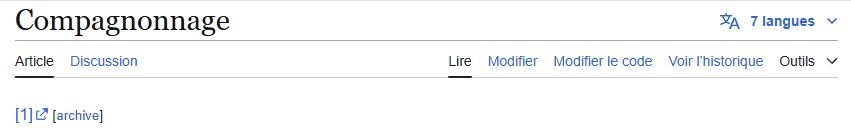 Compagnonnage
7 langues
Article Discussion Lire Modifier Modifier le code Voir l’historique Outils
[1] [archive]